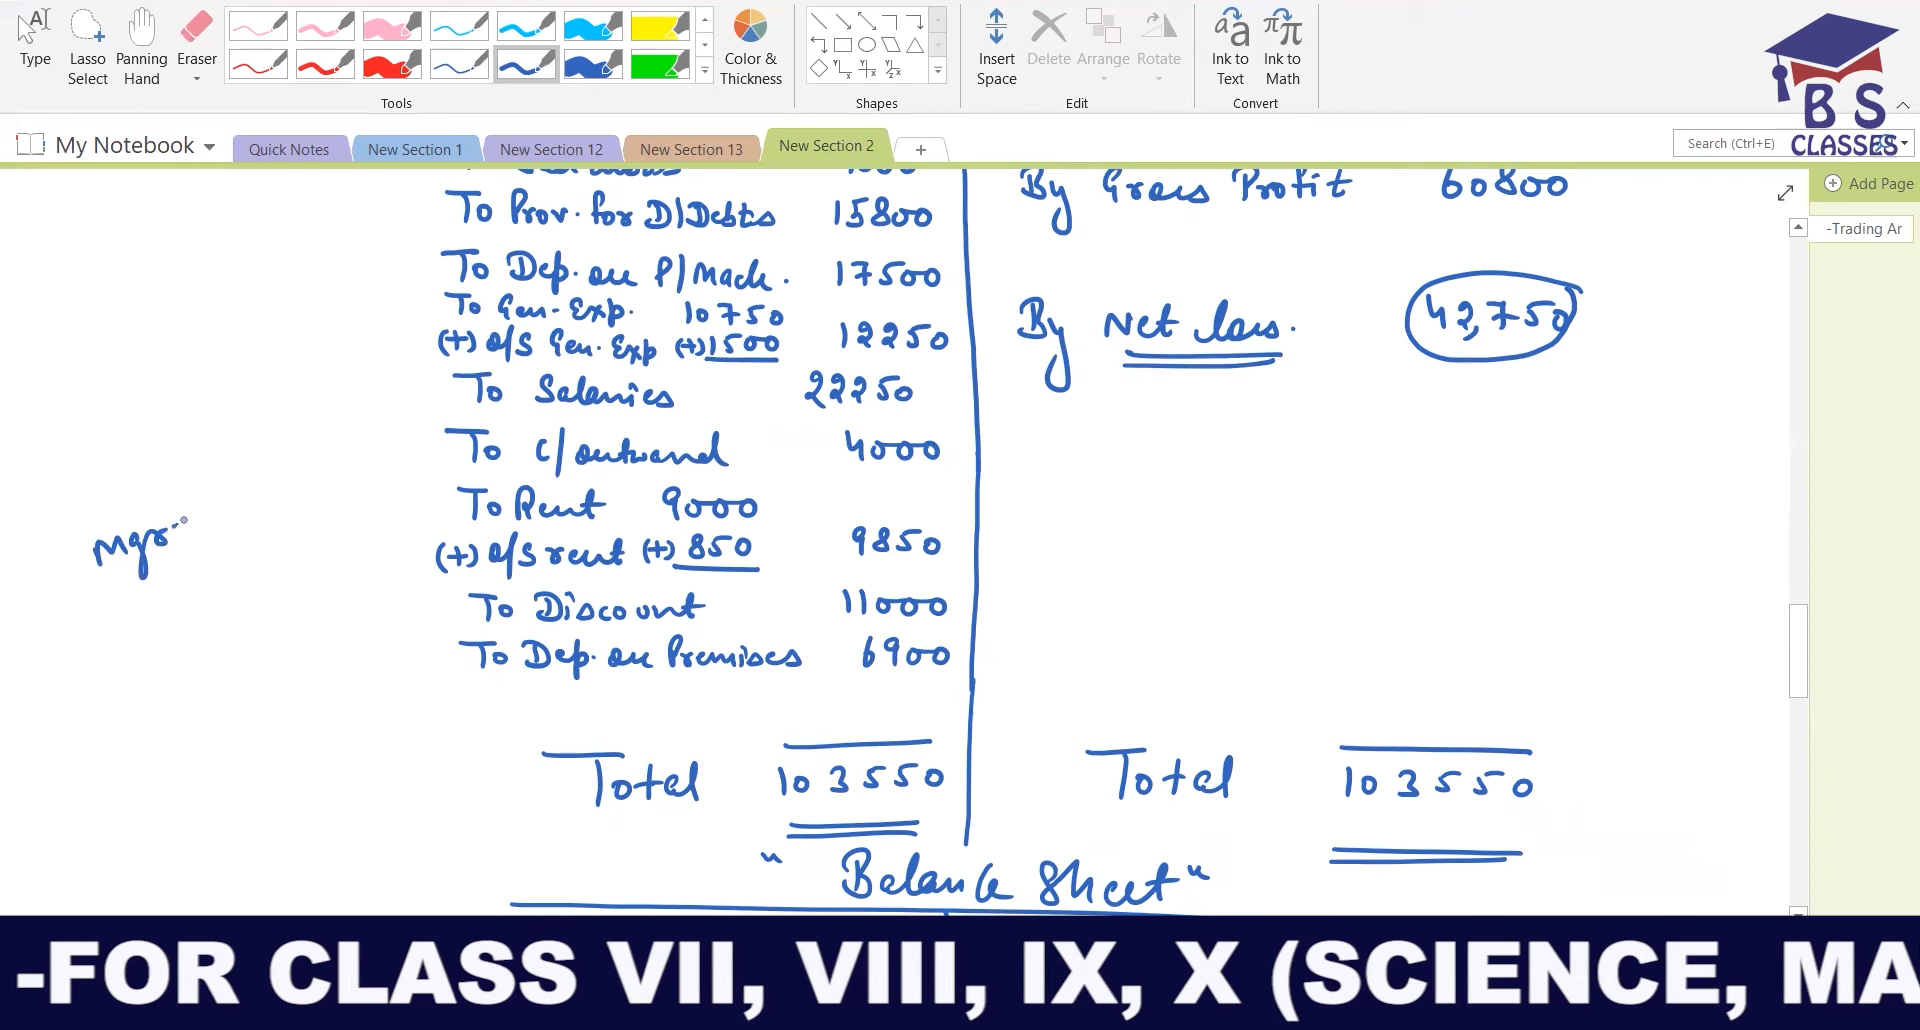 Type
Lasso Select
Panning Hand
Eraser
Color & Thickness
Insert Space
Delete
Arrange
Rotate
Ink to Text
Ink to Math
Tools
Shapes
Edit
Convert
BS
CLASSES
My Notebook
Quick Notes
New Section 1
New Section 12
New Section 13
New Section 2
Search (Ctrl+E)
Add Page
-Trading Ar
To Prov. for D/Debts 15800
To Dep. on P/Mach. 17500
To Gen. Exp. 10750
(+) O/S Gen. Exp (+) 1500 12250
To Salaries 22250
To C/outward 4000
To Rent 9000
(+) O/S rent (+) 850 9850
To Discount 11000
To Dep. on Premises 6900
Total 103550
By Gross Profit 60800
By Net loss. 42,750
Total 103550
Mgr.
"Balance Sheet"
-FOR CLASS VII, VIII, IX, X (SCIENCE, MA